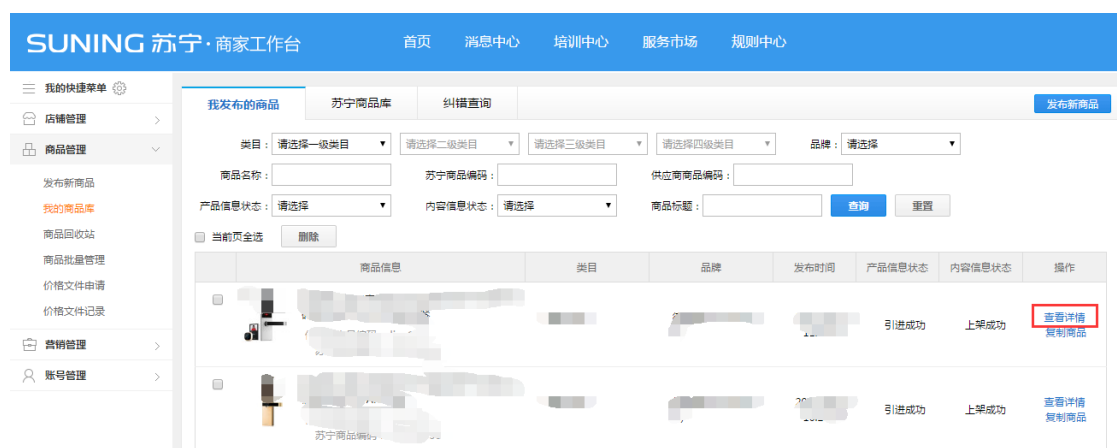 SUNING 苏宁·商家工作台 首页 消息中心 培训中心 服务市场 规则中心
我的快捷菜单
店铺管理
商品管理
发布新商品
我的商品库
商品回收站
商品批量管理
价格文件申请
价格文件记录
营销管理
账号管理
我发布的商品 苏宁商品库 纠错查询 发布新商品
类目： 请选择一级类目 请选择二级类目 请选择三级类目 请选择四级类目 品牌： 请选择
商品名称： 苏宁商品编码： 供应商商品编码：
产品信息状态： 请选择 内容信息状态： 请选择 商品标题： 查询 重置
当前页全选 删除
商品信息 类目 品牌 发布时间 产品信息状态 内容信息状态 操作
引进成功 上架成功 查看详情
复制商品
引进成功 上架成功 查看详情
复制商品
苏宁商品编码